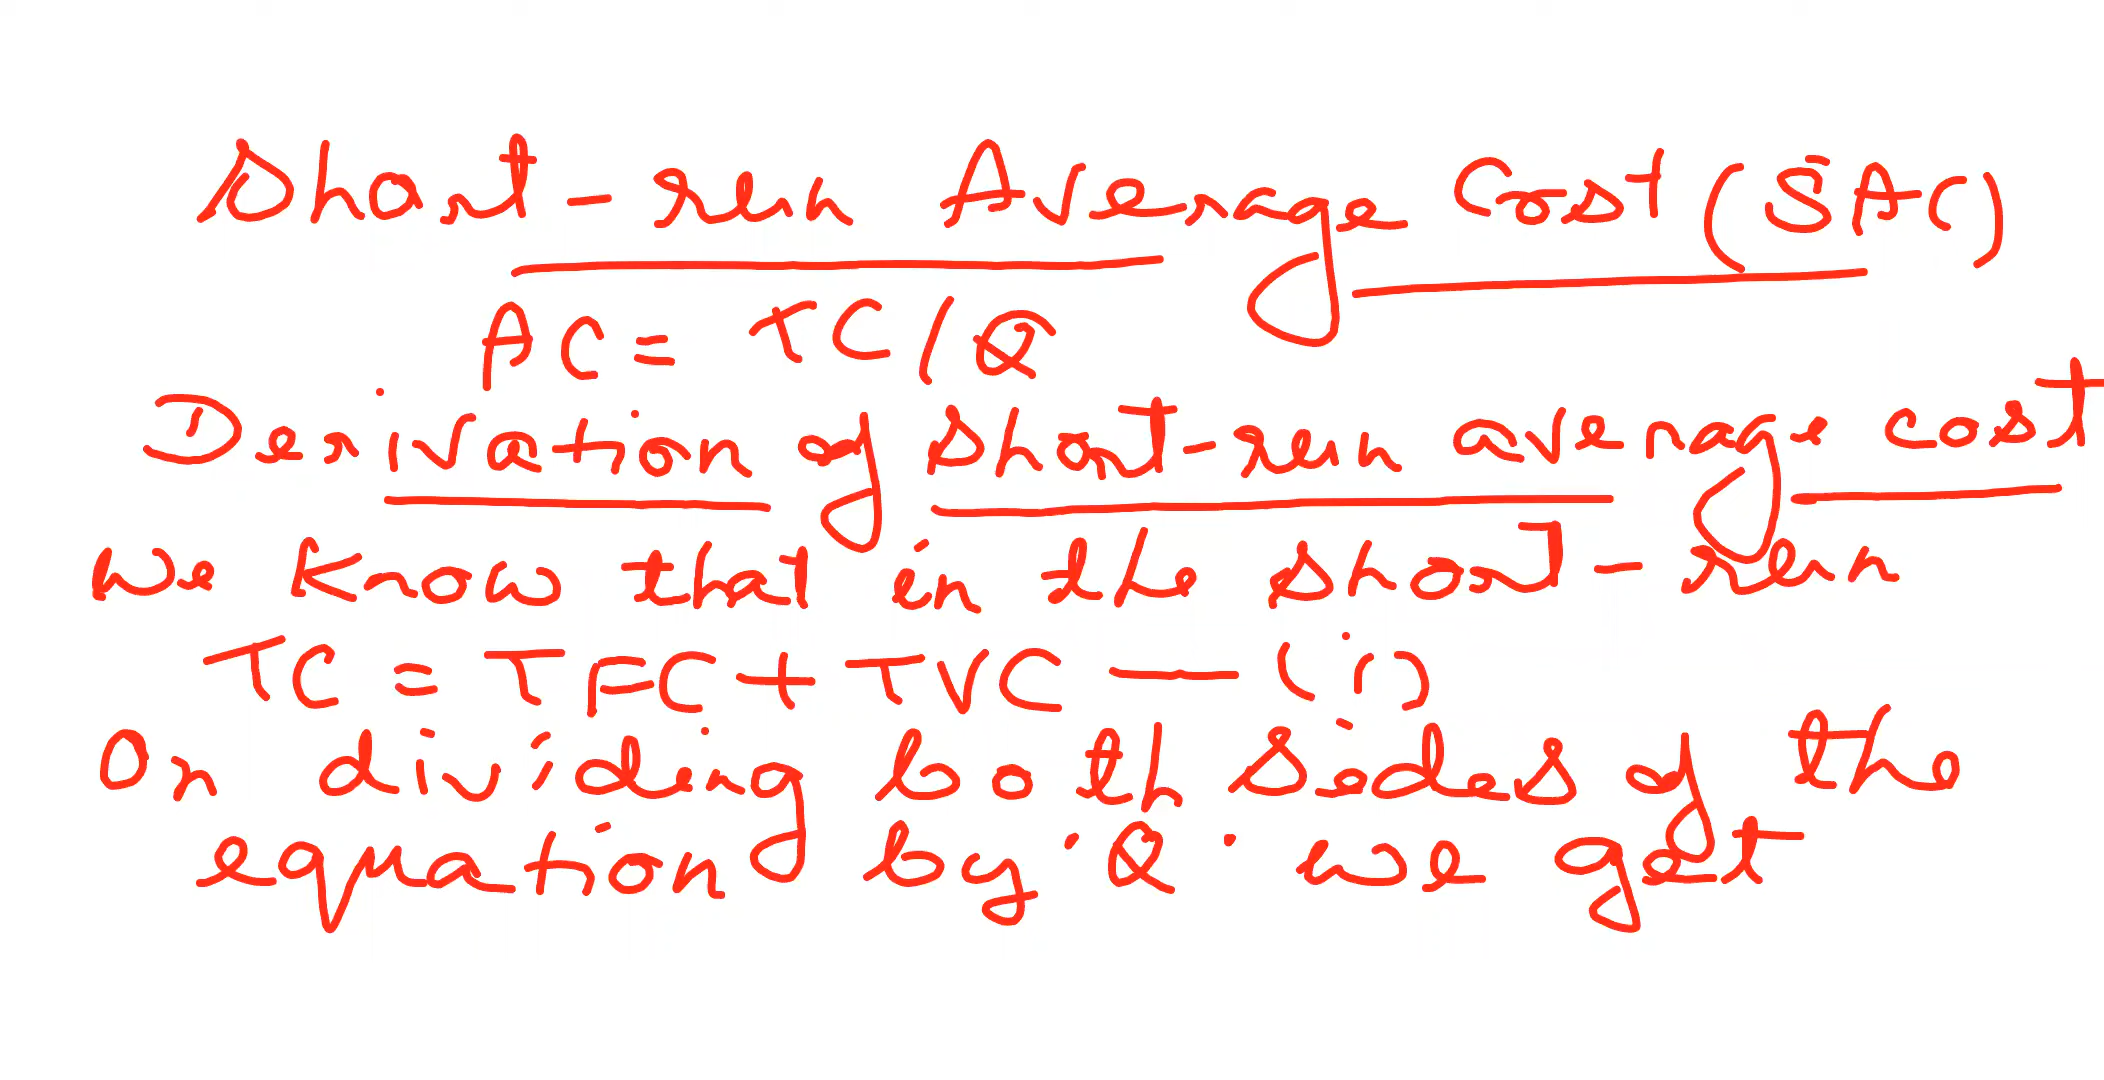 Short-run Average Cost (SAC)
AC = TC/Q
Derivation of short-run average cost
We know that in the short-run
TC = TFC + TVC — (i)
On dividing both sides of the
equation by 'Q' we get